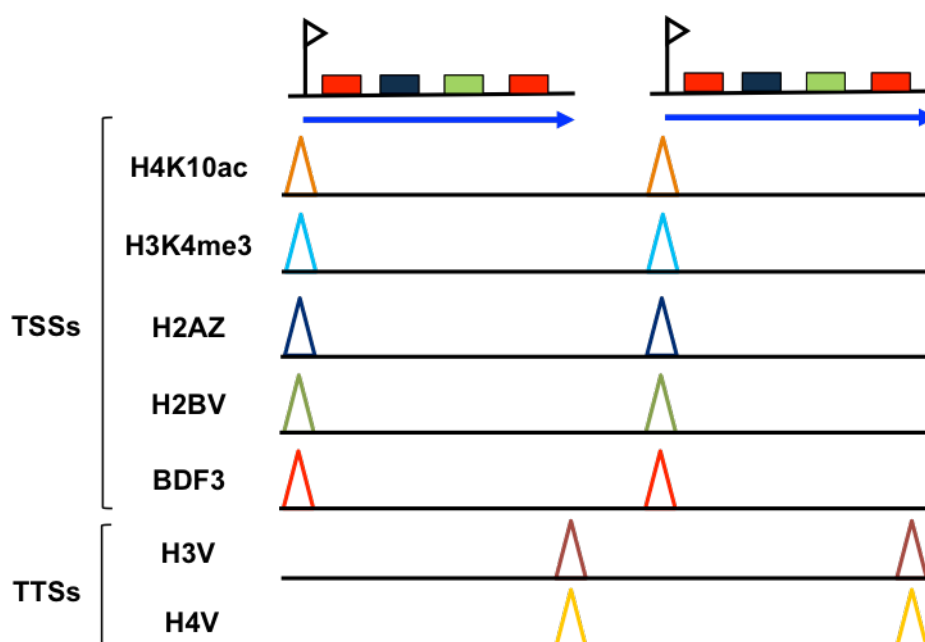 H4K10ac
H3K4me3
TSSs
H2AZ
H2BV
BDF3
H3V
TTSs
H4V